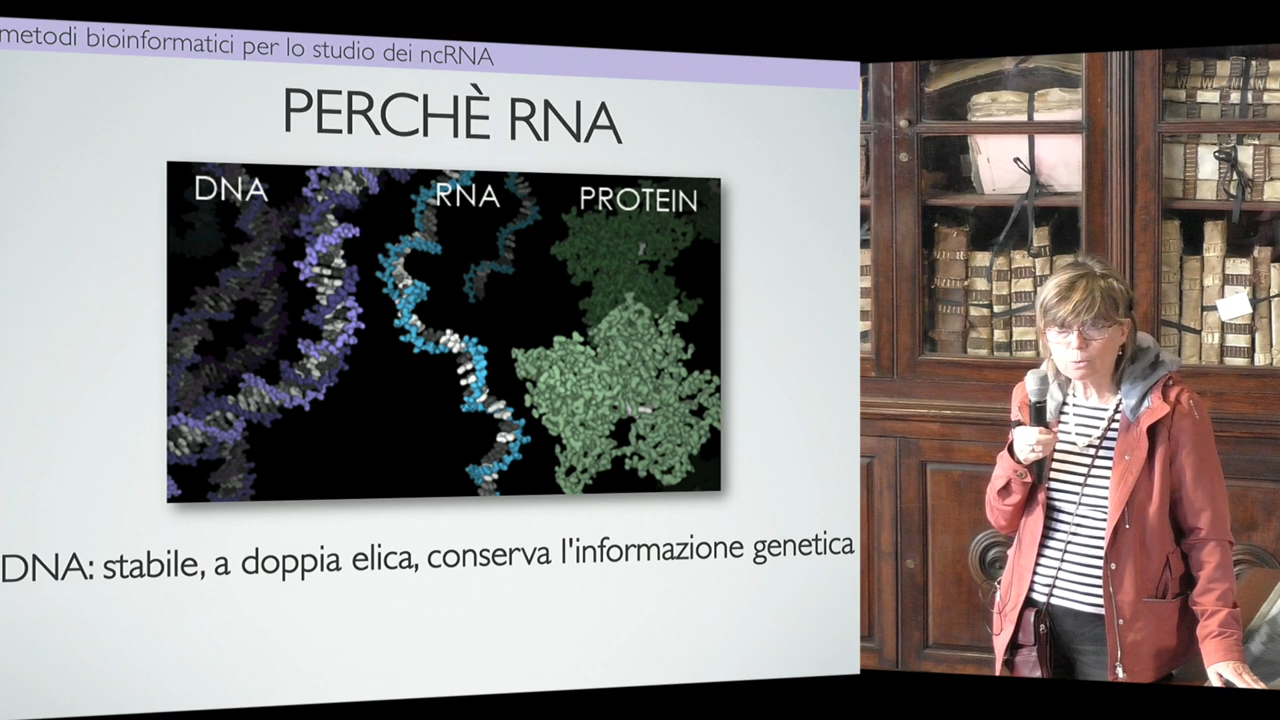 metodi bioinformatici per lo studio dei ncRNA
PERCHÈ RNA
DNA RNA PROTEIN
DNA: stabile, a doppia elica, conserva l'informazione genetica